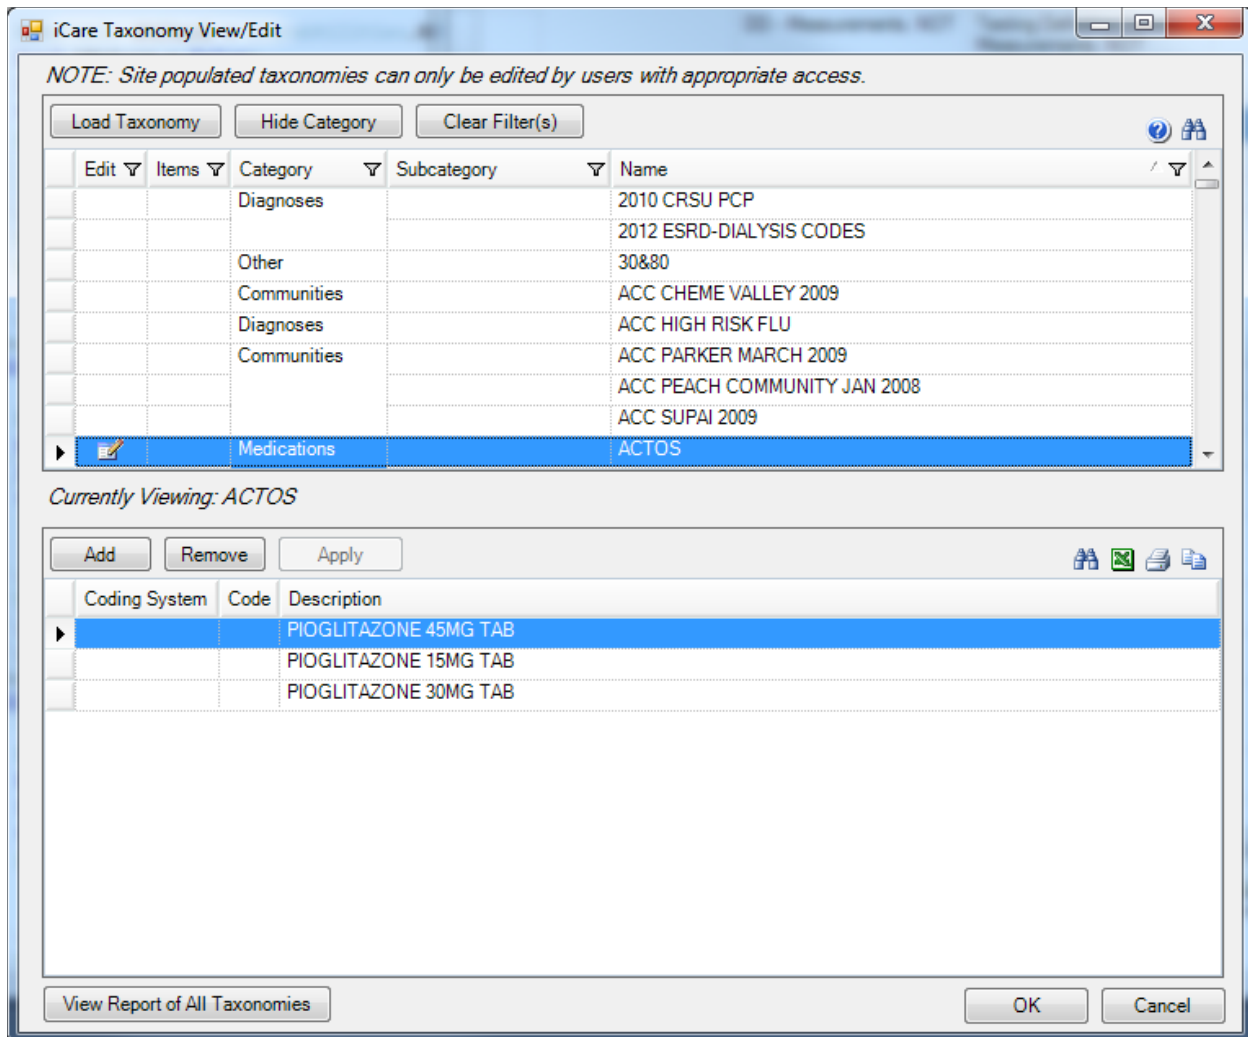 iCare Taxonomy View/Edit
NOTE: Site populated taxonomies can only be edited by users with appropriate access.
Load Taxonomy Hide Category Clear Filter(s)
Edit Items Category Subcategory Name
Diagnoses 2010 CRSU PCP
2012 ESRD-DIALYSIS CODES
Other 30&80
Communities ACC CHEME VALLEY 2009
Diagnoses ACC HIGH RISK FLU
Communities ACC PARKER MARCH 2009
ACC PEACH COMMUNITY JAN 2008
ACC SUPAI 2009
Medications ACTOS
Currently Viewing: ACTOS
Add Remove Apply
Coding System Code Description
PIOGLITAZONE 45MG TAB
PIOGLITAZONE 15MG TAB
PIOGLITAZONE 30MG TAB
View Report of All Taxonomies OK Cancel